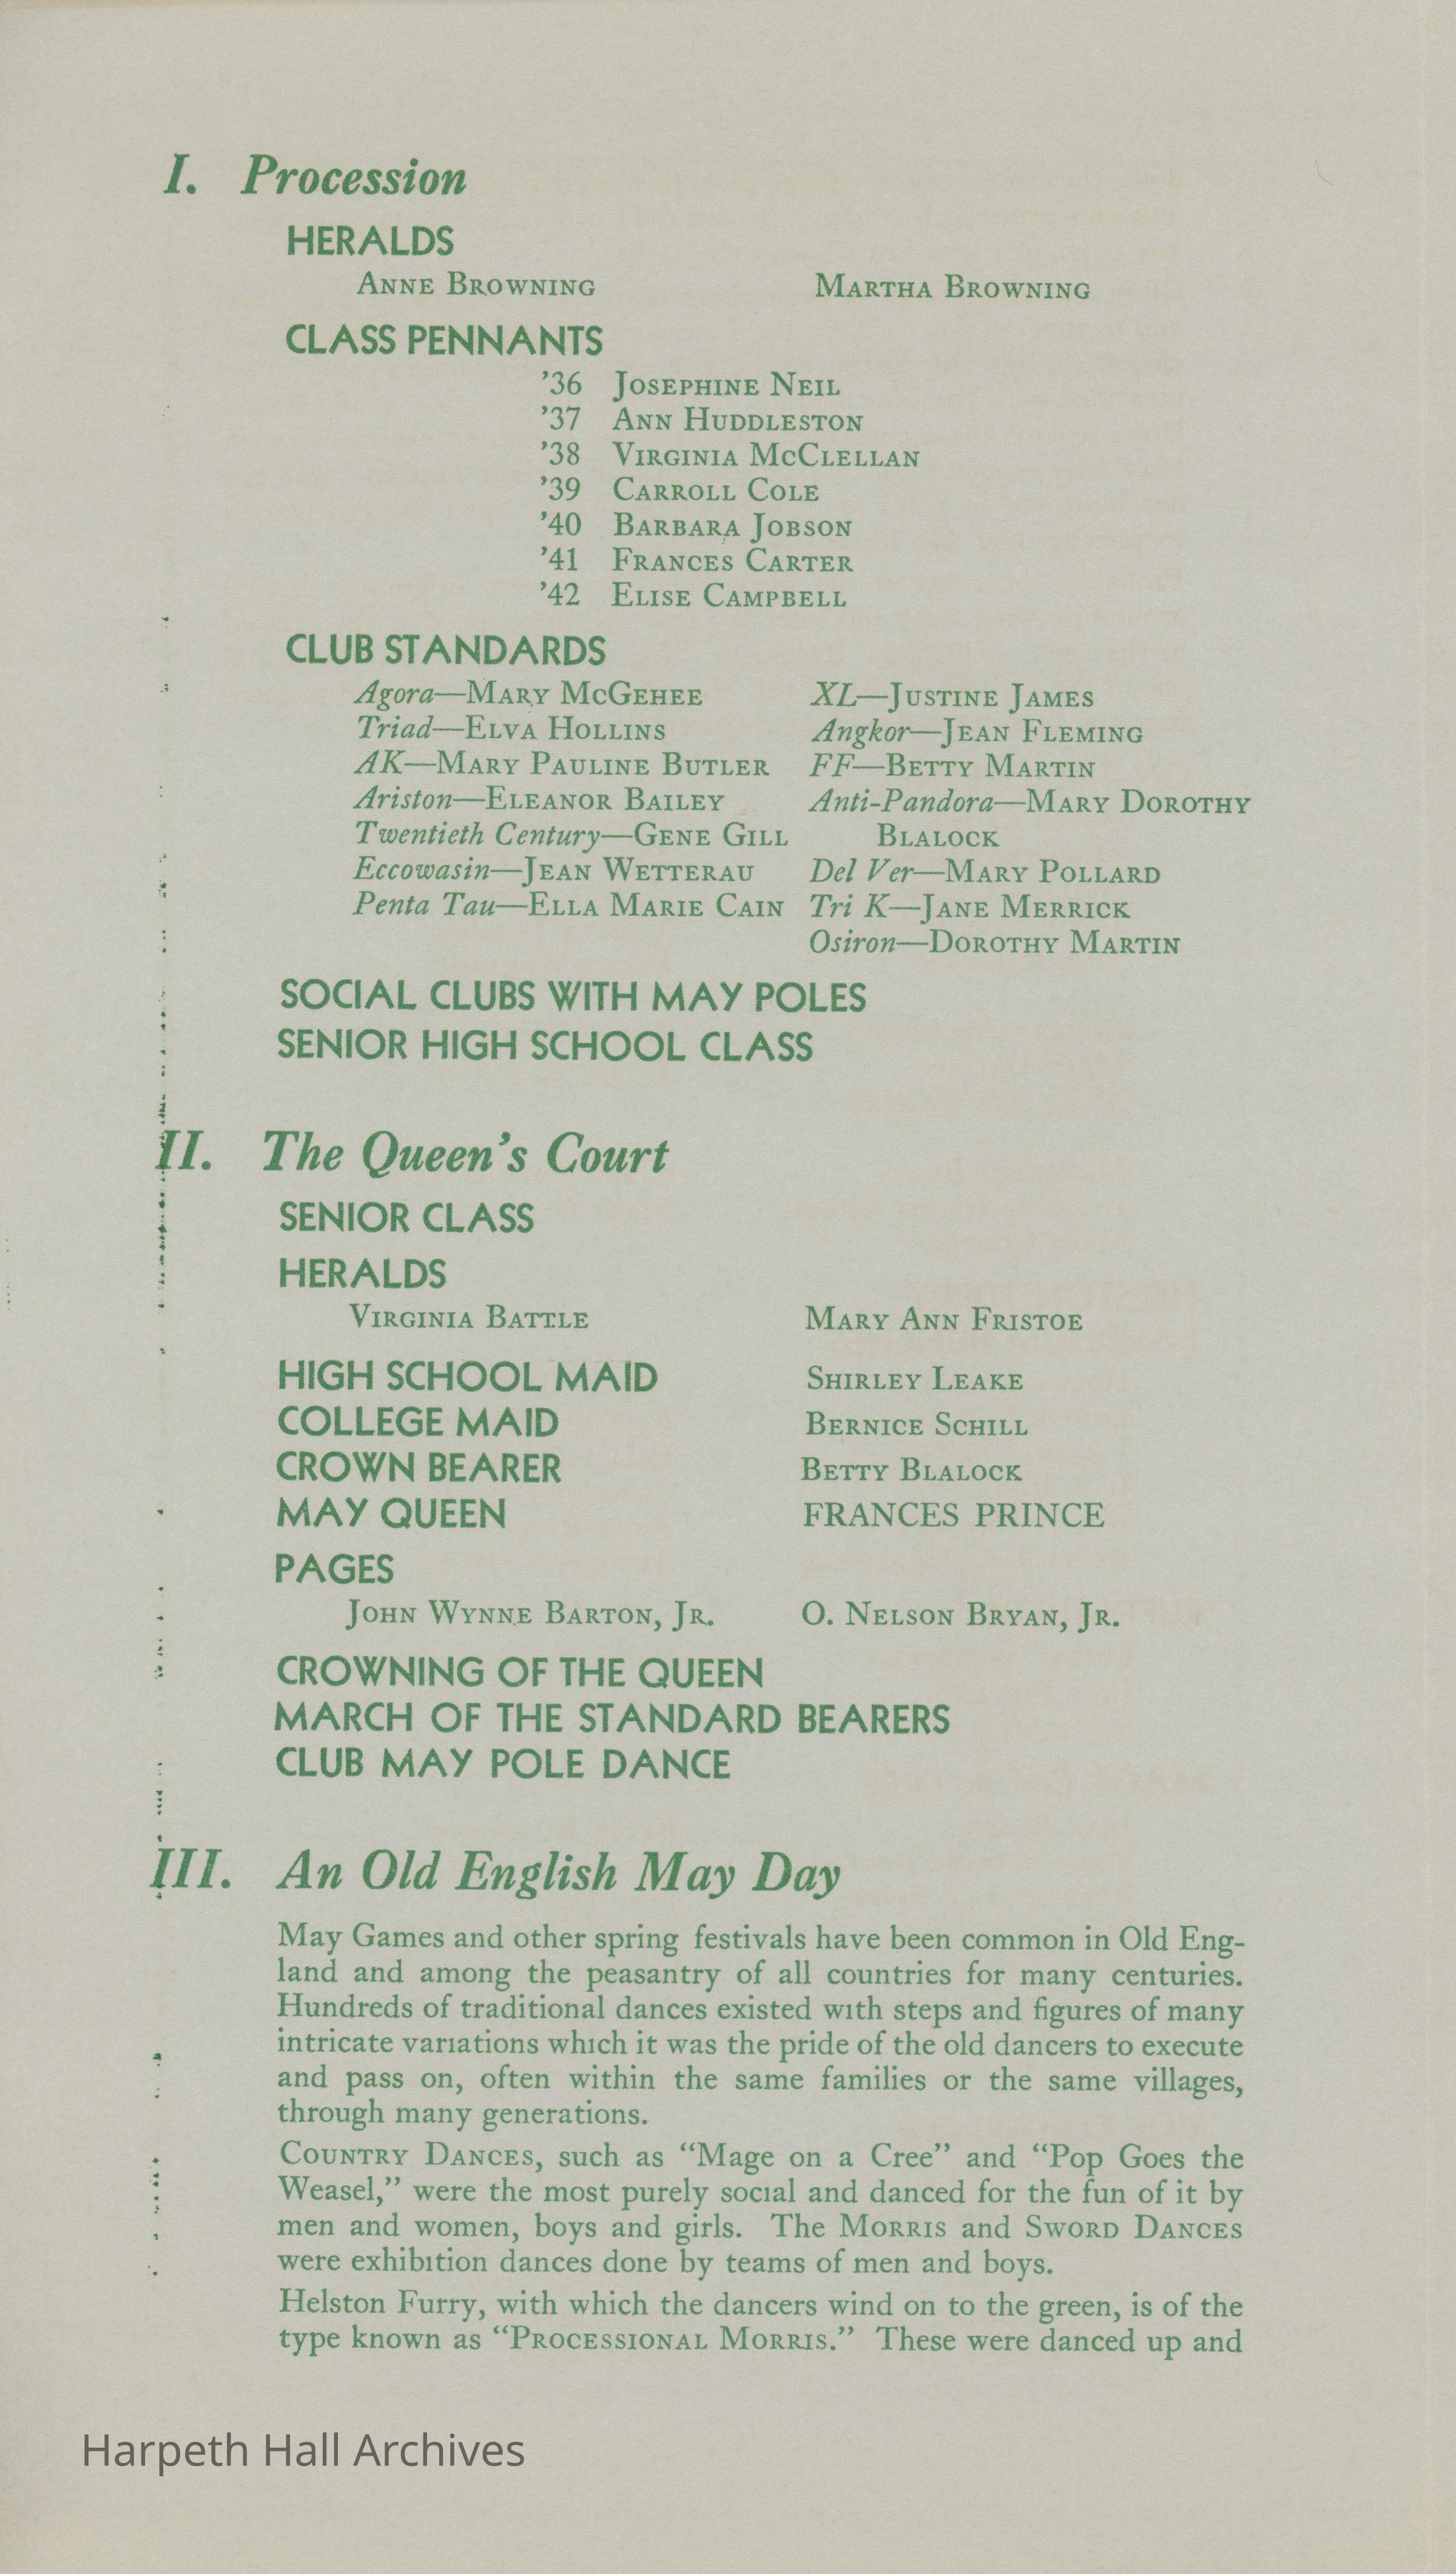 I. Procession
HERALDS
ANNE BROWNING MARTHA BROWNING
CLASS PENNANTS
'36 JOSEPHINE NEIL
'37 ANN HUDDLESTON
'38 VIRGINIA MCCLELLAN
'39 CARROLL COLE
'40 BARBARA JOBSON
'41 FRANCES CARTER
'42 ELISE CAMPBELL
CLUB STANDARDS
Agora—MARY MCGEHEE
Triad—ELVA HOLLINS
AK—MARY PAULINE BUTLER
Ariston—ELEANOR BAILEY
Twentieth Century—GENE GILL
Eccowasin—JEAN WETTERAU
Penta Tau—ELLA MARIE CAIN
XL—JUSTINE JAMES
Angkor—JEAN FLEMING
FF—BETTY MARTIN
Anti-Pandora—MARY DOROTHY
BLALOCK
Del Ver—MARY POLLARD
Tri K—JANE MERRICK
Osiron—DOROTHY MARTIN
SOCIAL CLUBS WITH MAY POLES
SENIOR HIGH SCHOOL CLASS
II. The Queen's Court
SENIOR CLASS
HERALDS
VIRGINIA BATTLE MARY ANN FRISTOE
HIGH SCHOOL MAID SHIRLEY LEAKE
COLLEGE MAID BERNICE SCHILL
CROWN BEARER BETTY BLALOCK
MAY QUEEN FRANCES PRINCE
PAGES
JOHN WYNNE BARTON, JR. O. NELSON BRYAN, JR.
CROWNING OF THE QUEEN
MARCH OF THE STANDARD BEARERS
CLUB MAY POLE DANCE
III. An Old English May Day
May Games and other spring festivals have been common in Old Eng-
land and among the peasantry of all countries for many centuries.
Hundreds of traditional dances existed with steps and figures of many
intricate variations which it was the pride of the old dancers to execute
and pass on, often within the same families or the same villages,
through many generations.
COUNTRY DANCES, such as "Mage on a Cree" and "Pop Goes the
Weasel," were the most purely social and danced for the fun of it by
men and women, boys and girls. The MORRIS and SWORD DANCES
were exhibition dances done by teams of men and boys.
Helston Furry, with which the dancers wind on to the green, is of the
type known as "PROCESSIONAL MORRIS." These were danced up and
Harpeth Hall Archives